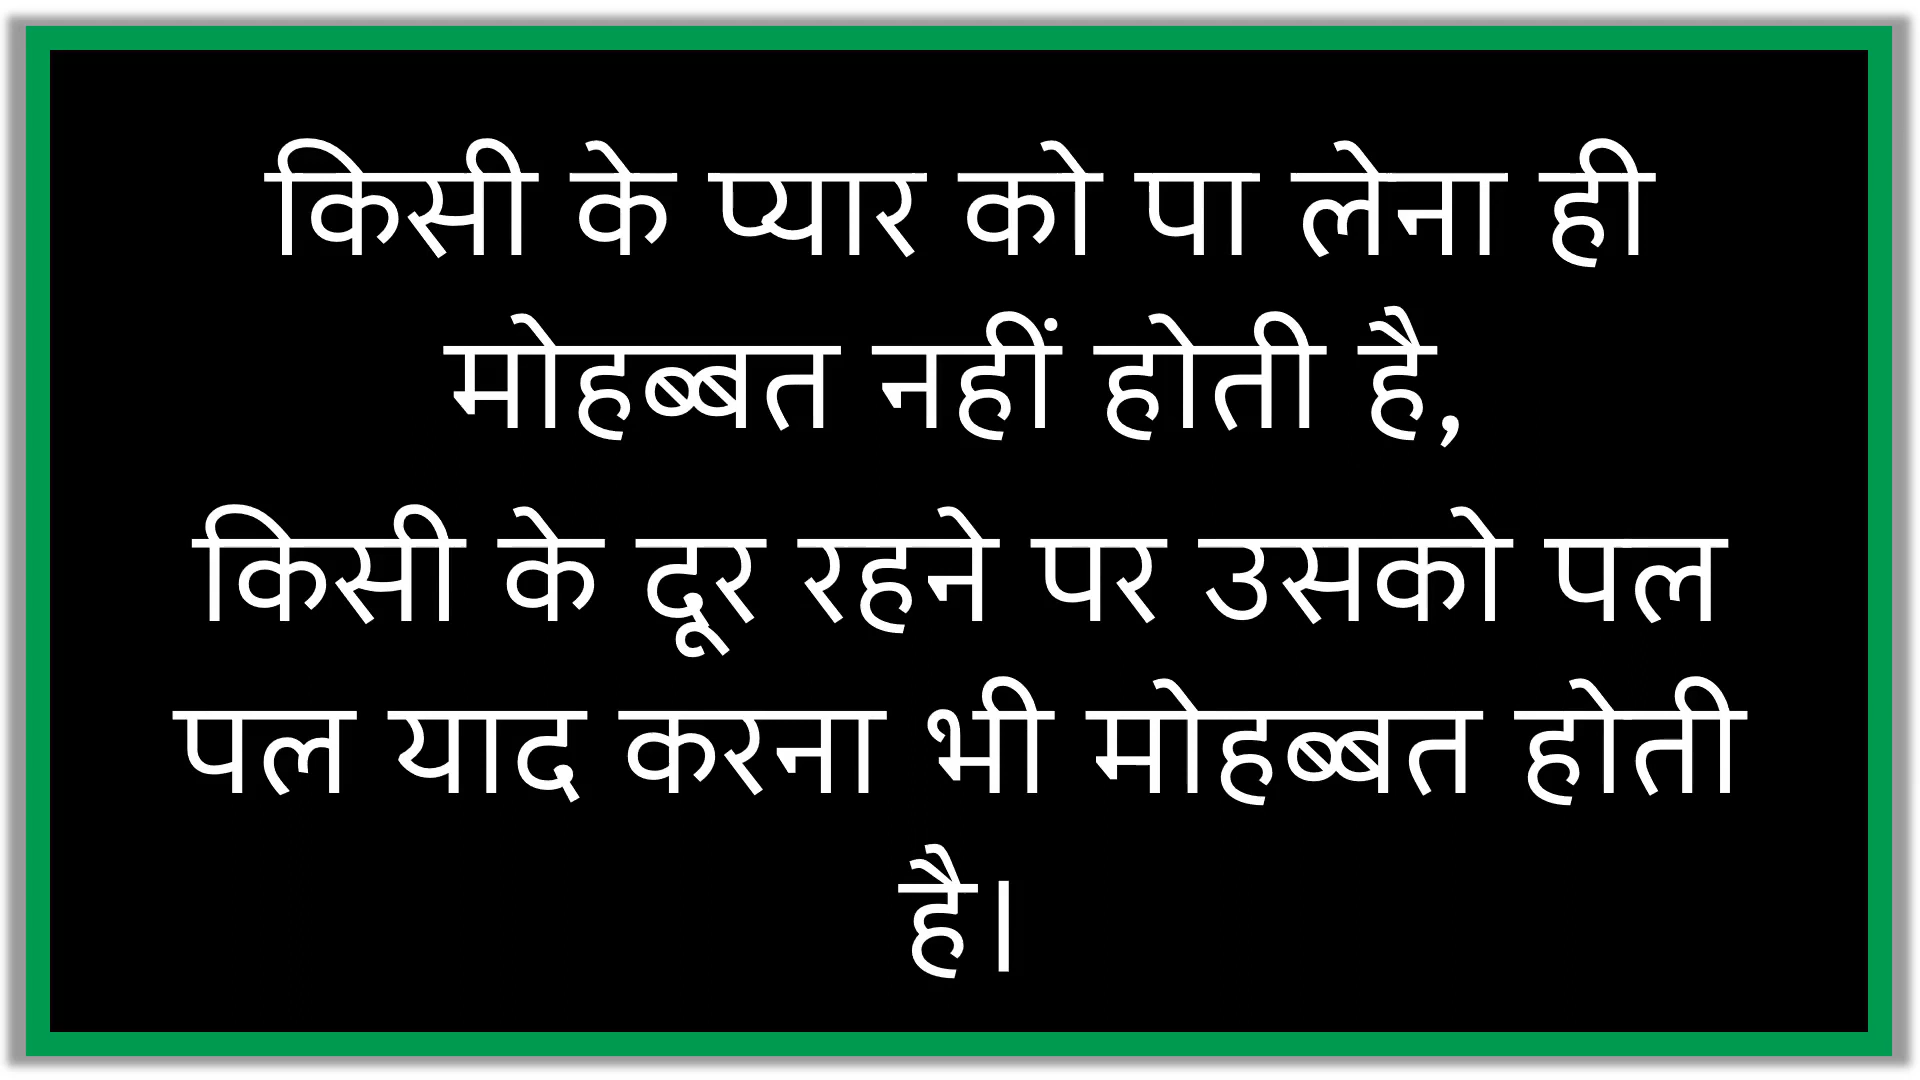 किसी के प्यार को पा लेना ही
मोहब्बत नहीं होती है,
किसी के दूर रहने पर उसको पल
पल याद करना भी मोहब्बत होती
है।